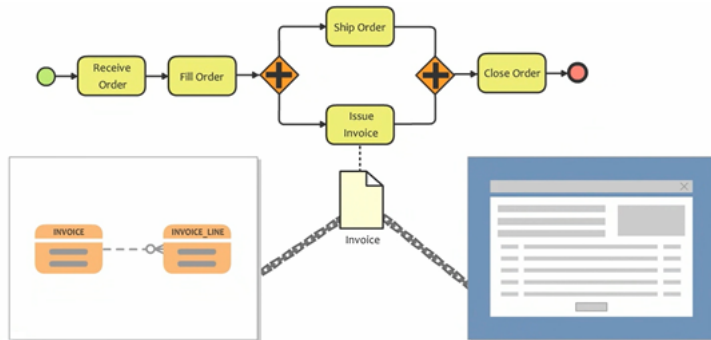 Ship Order
Receive
Order
Fill Order
Close Order
Issue
Invoice
INVOICE
INVOICE_LINE
Invoice